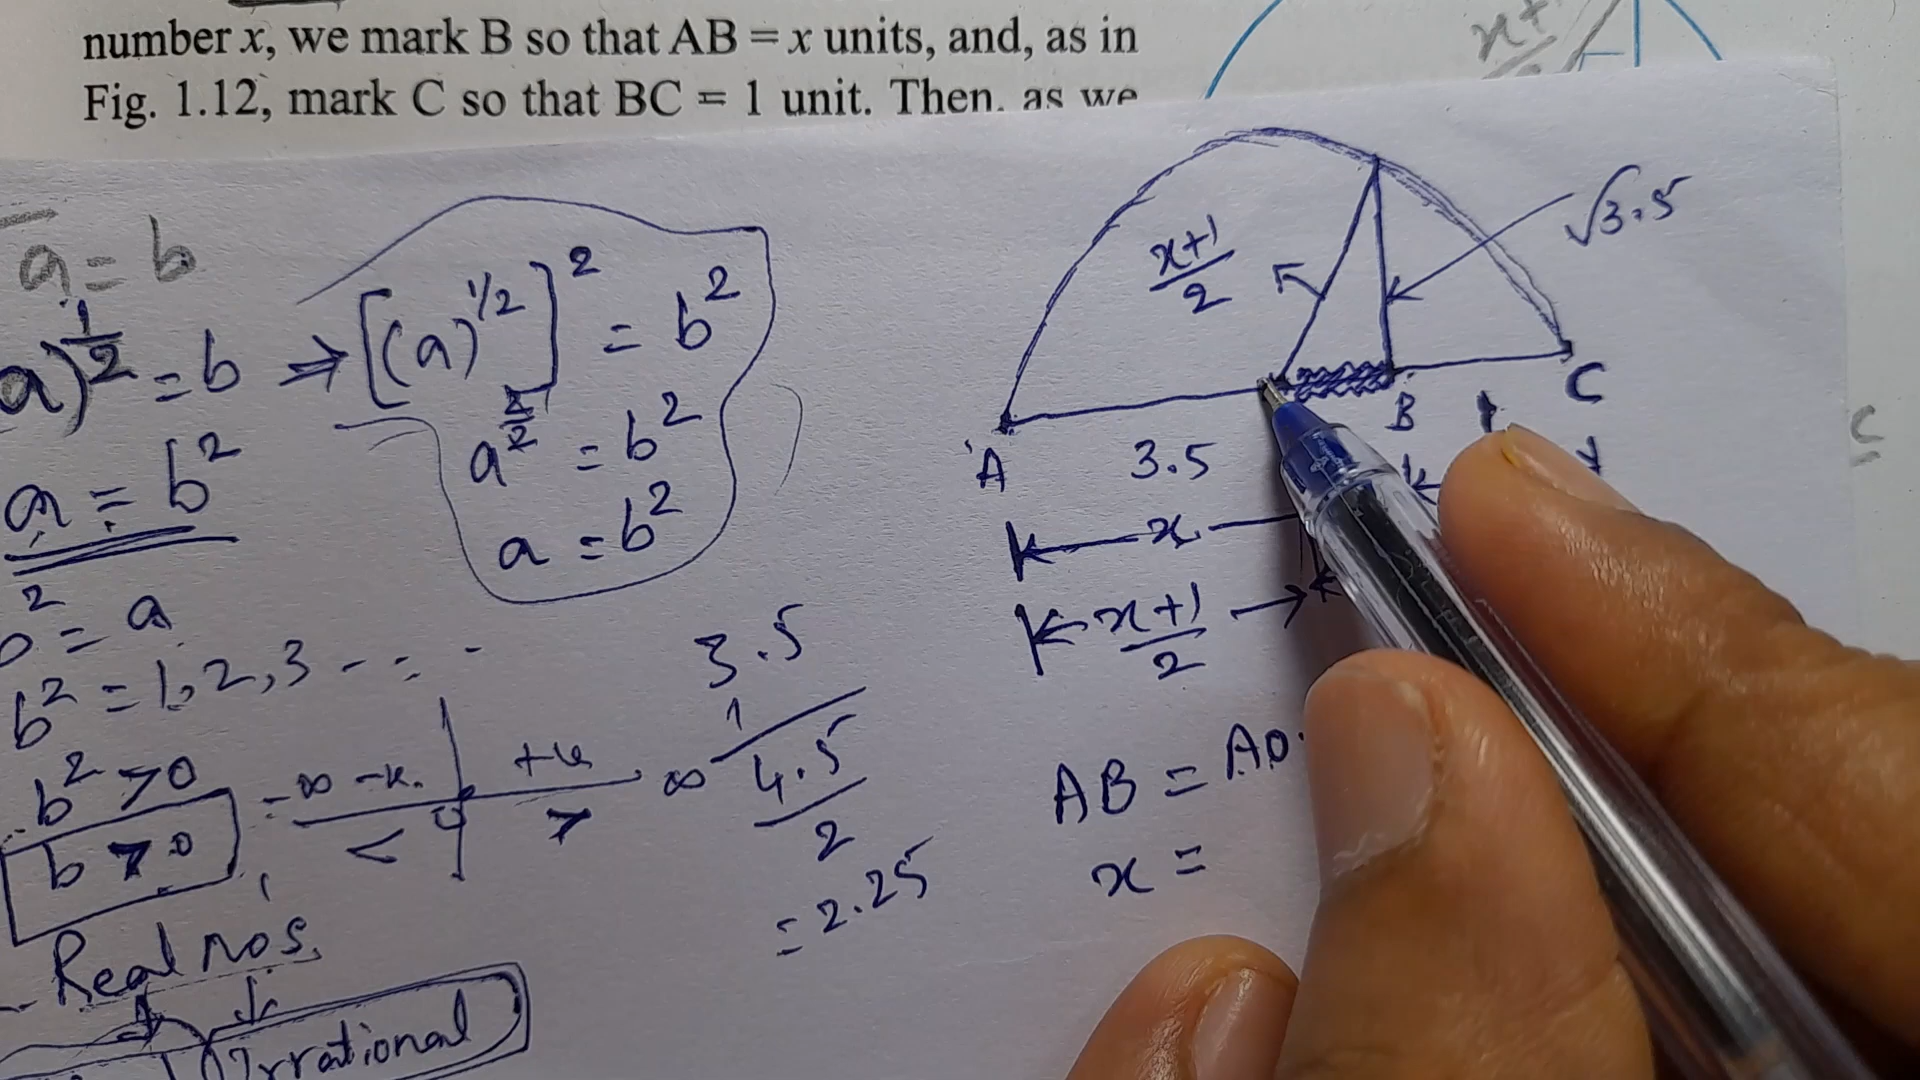 number x, we mark B so that AB = x units, and, as in
Fig. 1.12, mark C so that BC = 1 unit. Then, as we
x+1
a = b
a)^{1/2} = b ⇒ [(a)^{1/2}]^2 = b^2
a^{2/2} = b^2
a = b^2
a = b^2
b^2 = 1, 2, 3 - - -
b^2 > 0
b > 0
-∞ -k. +k ∞
< 0 >
Real nos.
Irrational
3.5
1
4.5
2
= 2.25
x+1
2
√3.5
A 3.5 B C
x
x+1
2
AB = AO
x =